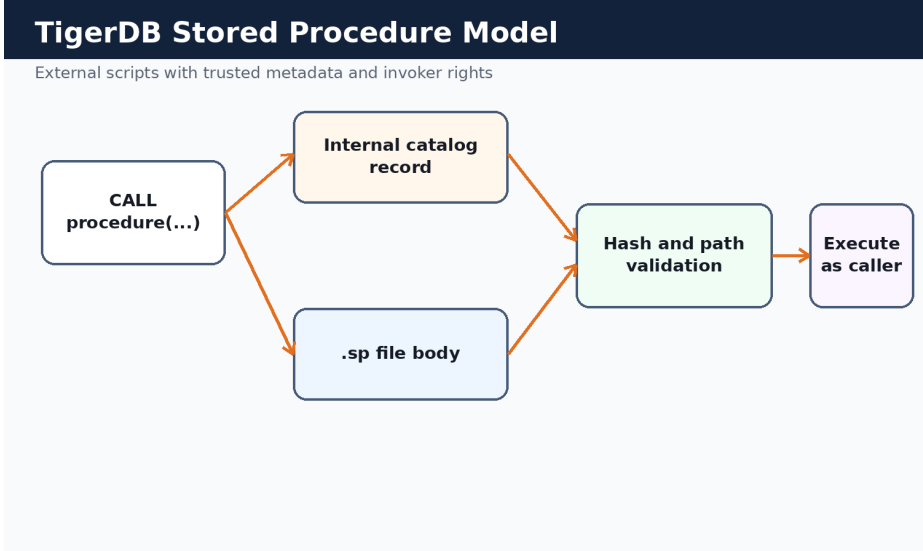 TigerDB Stored Procedure Model
External scripts with trusted metadata and invoker rights
CALL
procedure(...)
Internal catalog
record
.sp file body
Hash and path
validation
Execute
as caller